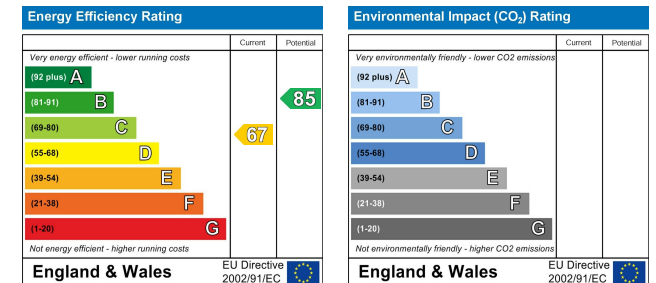 Energy Efficiency Rating
Current Potential
Very energy efficient - lower running costs
(92 plus) A
(81-91) B
(69-80) C
(55-68) D
(39-54) E
(21-38) F
(1-20) G
67
85
Not energy efficient - higher running costs
England & Wales
EU Directive
2002/91/EC
Environmental Impact (CO₂) Rating
Current Potential
Very environmentally friendly - lower CO2 emissions
(92 plus) A
(81-91) B
(69-80) C
(55-68) D
(39-54) E
(21-38) F
(1-20) G
Not environmentally friendly - higher CO2 emissions
England & Wales
EU Directive
2002/91/EC